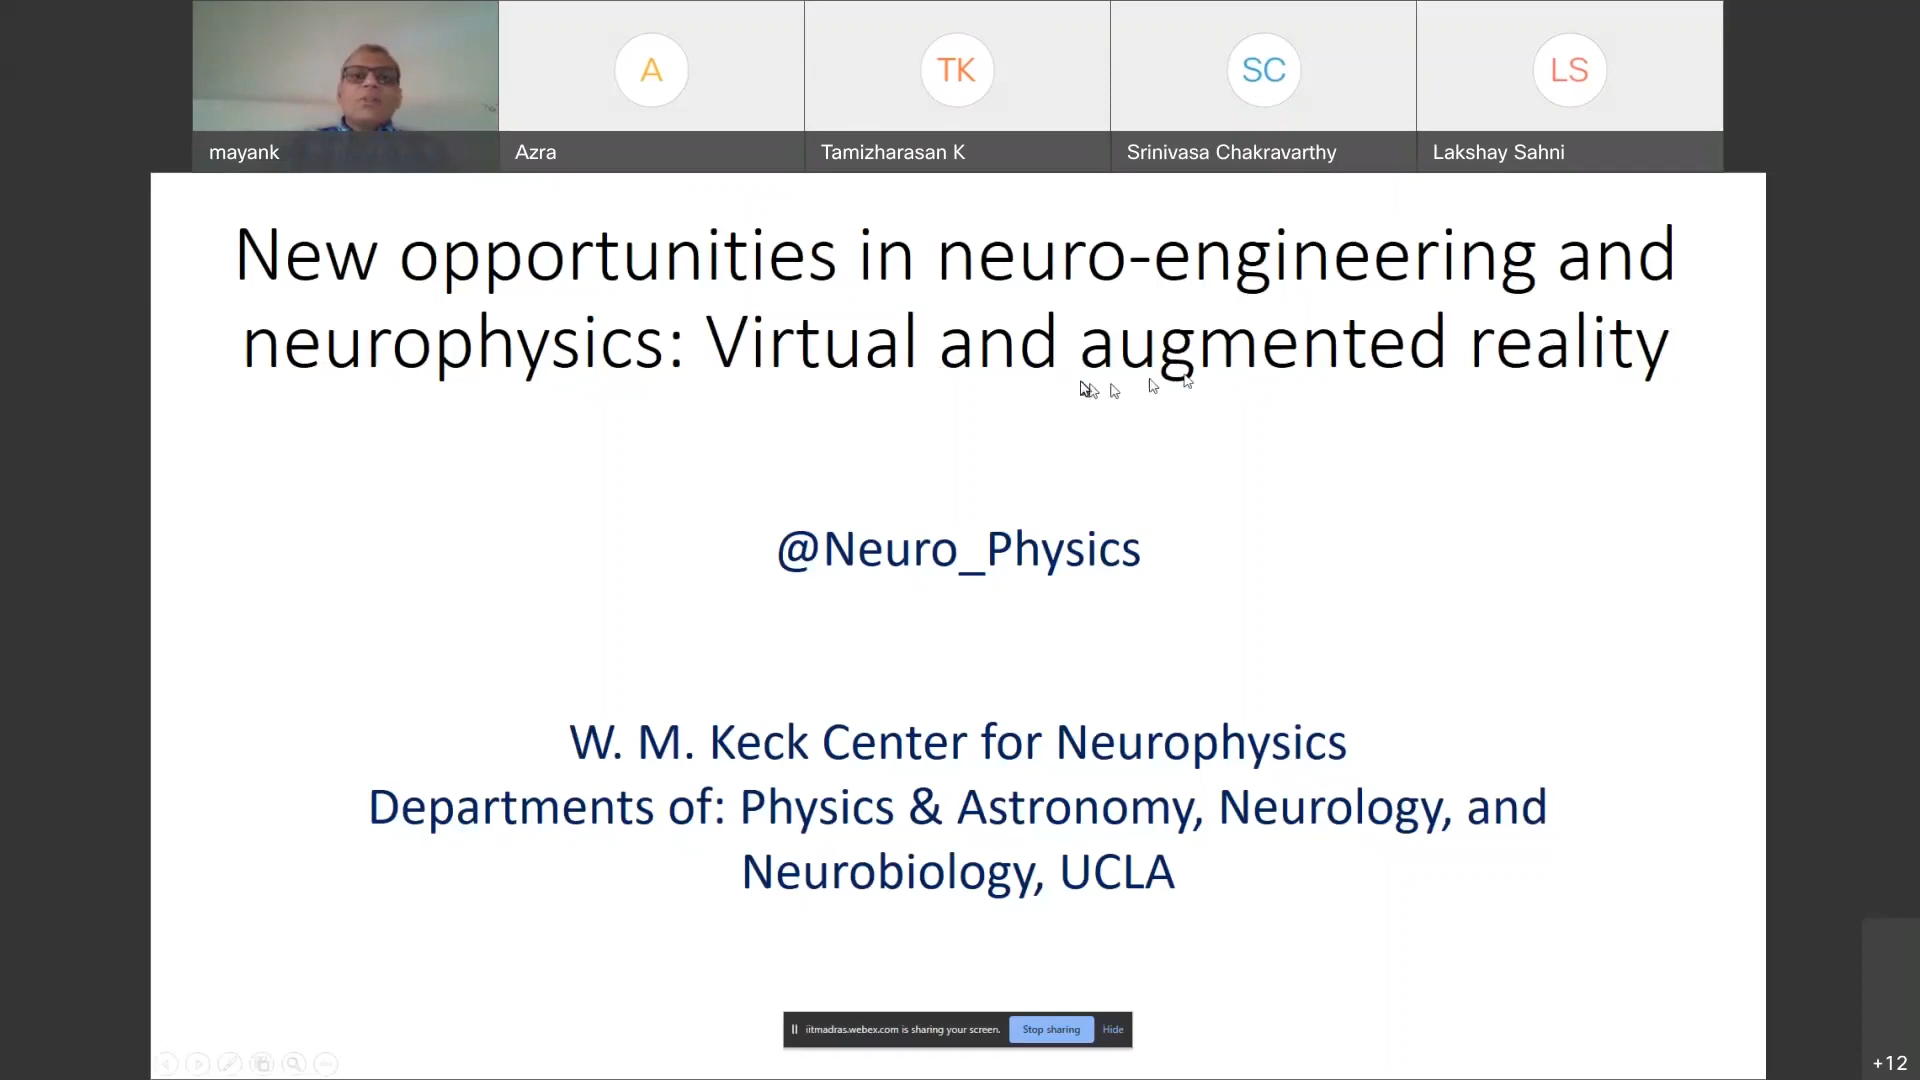 A
TK
SC
LS
mayank
Azra
Tamizharasan K
Srinivasa Chakravarthy
Lakshay Sahni
New opportunities in neuro-engineering and
neurophysics: Virtual and augmented reality
@Neuro_Physics
W. M. Keck Center for Neurophysics
Departments of: Physics & Astronomy, Neurology, and
Neurobiology, UCLA
iitmadras.webex.com is sharing your screen. Stop sharing Hide
+12